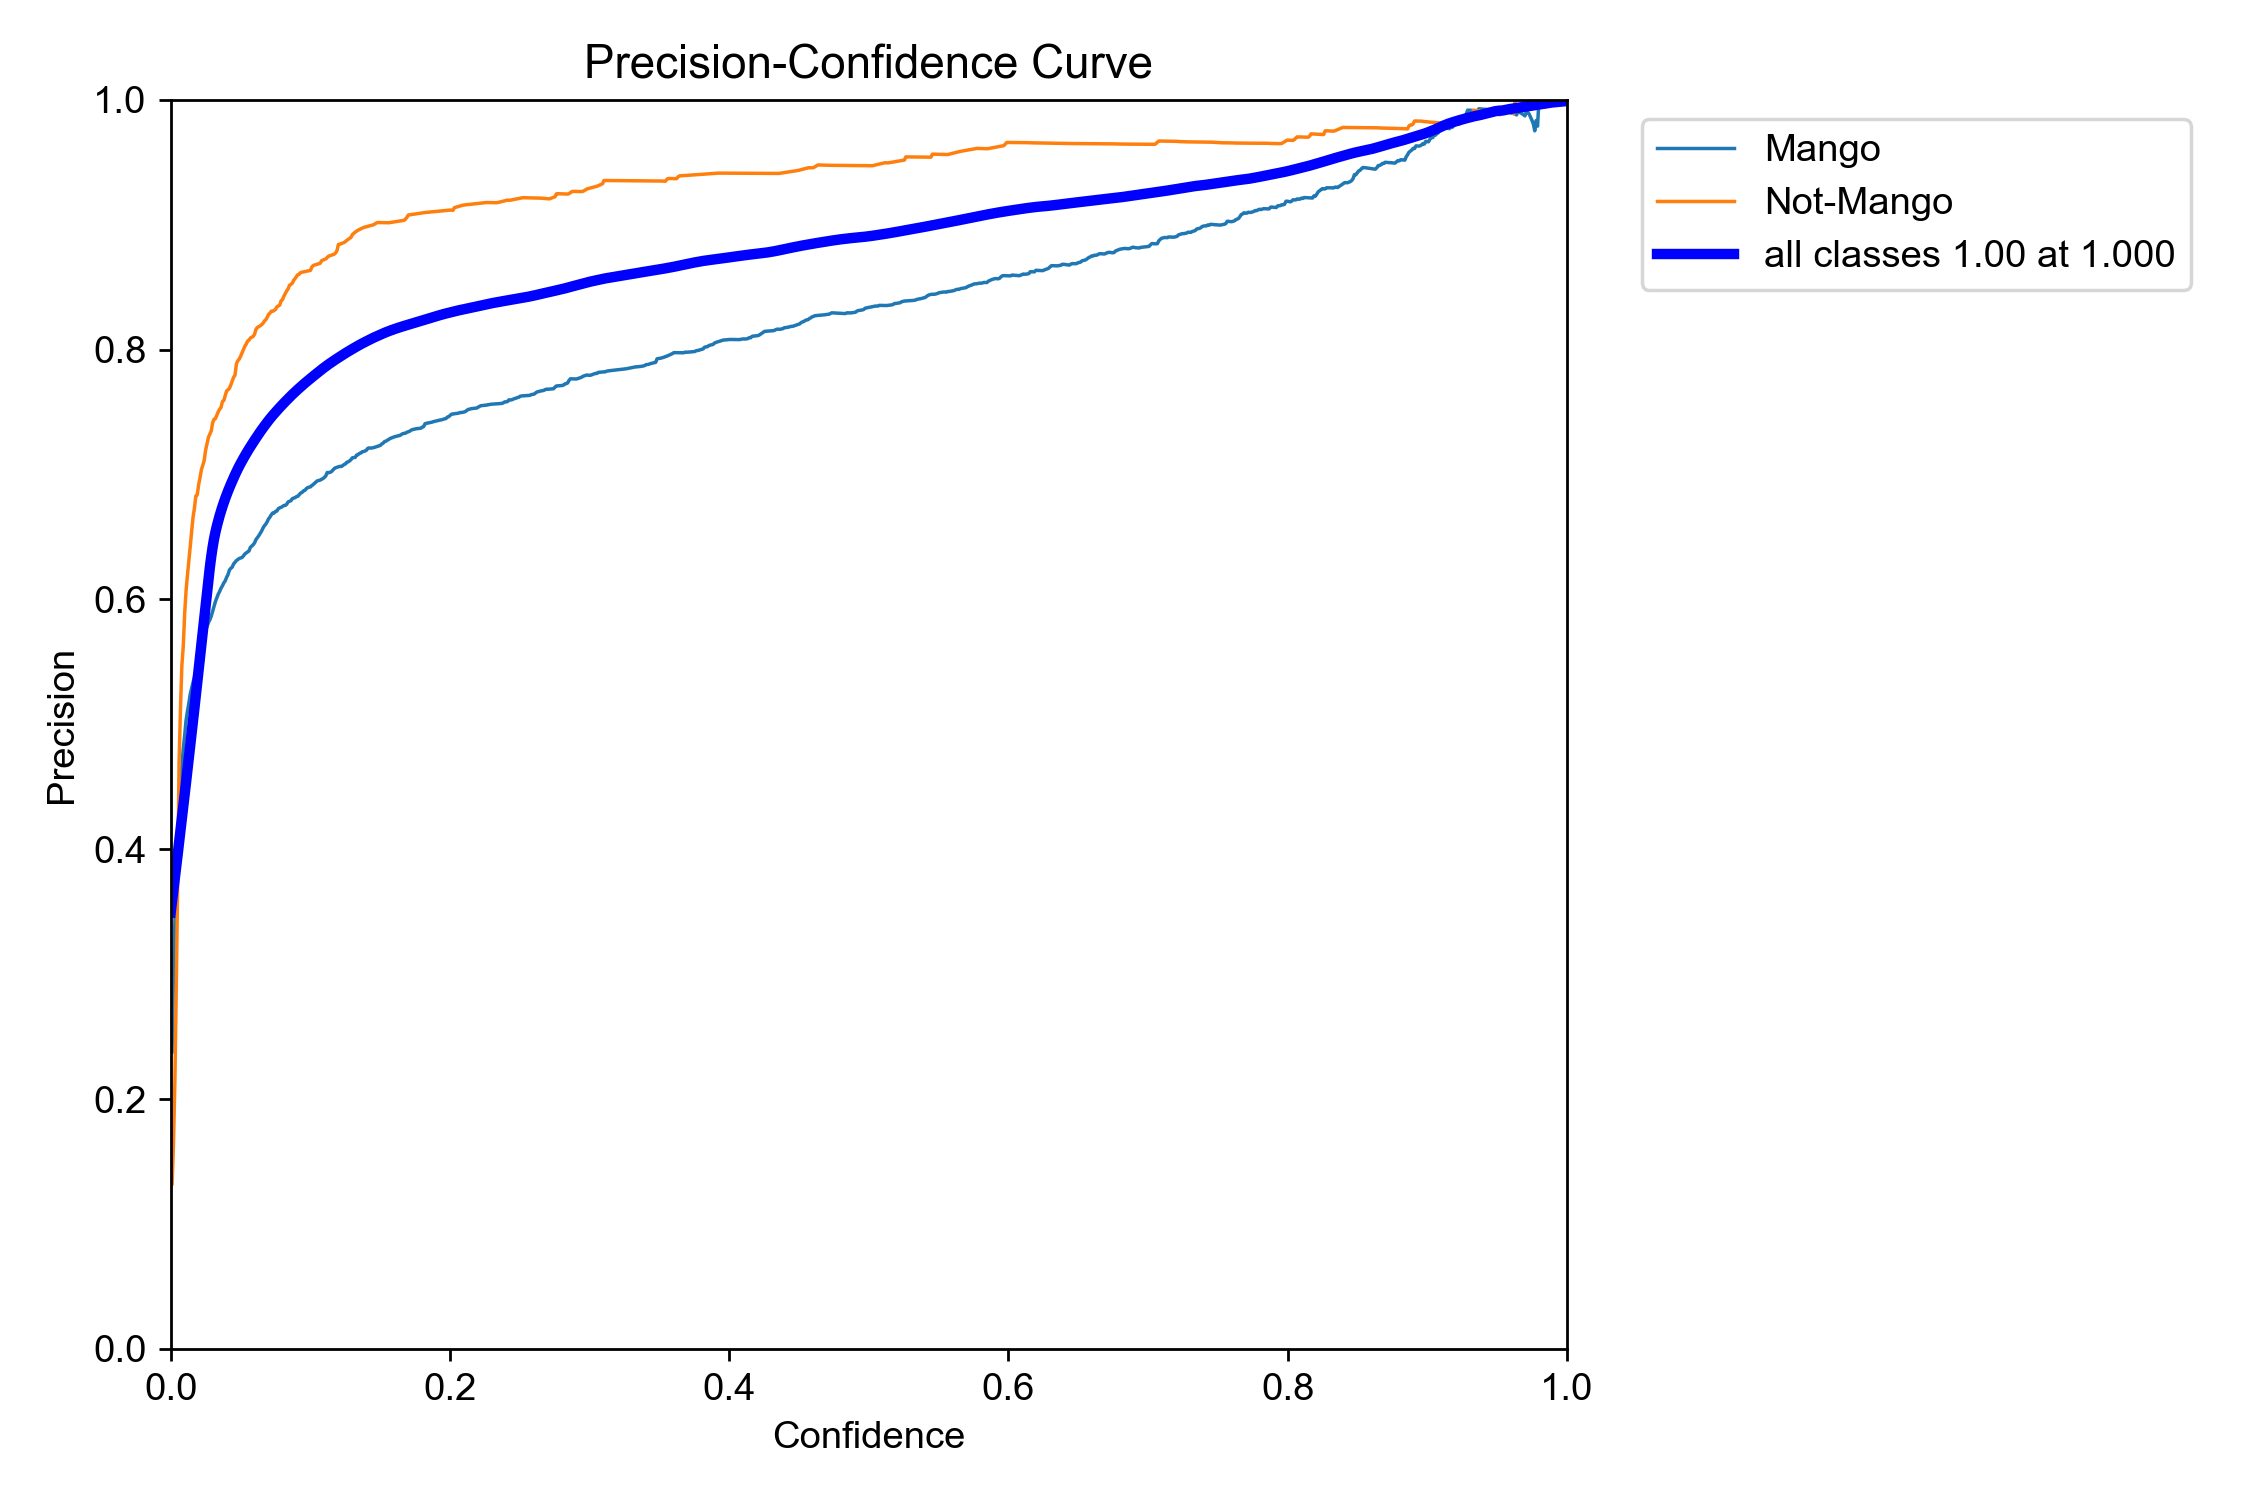 Precision-Confidence Curve
1.0
0.8
0.6
0.4
0.2
0.0
Precision
0.0 0.2 0.4 0.6 0.8 1.0
Confidence
Mango
Not-Mango
all classes 1.00 at 1.000